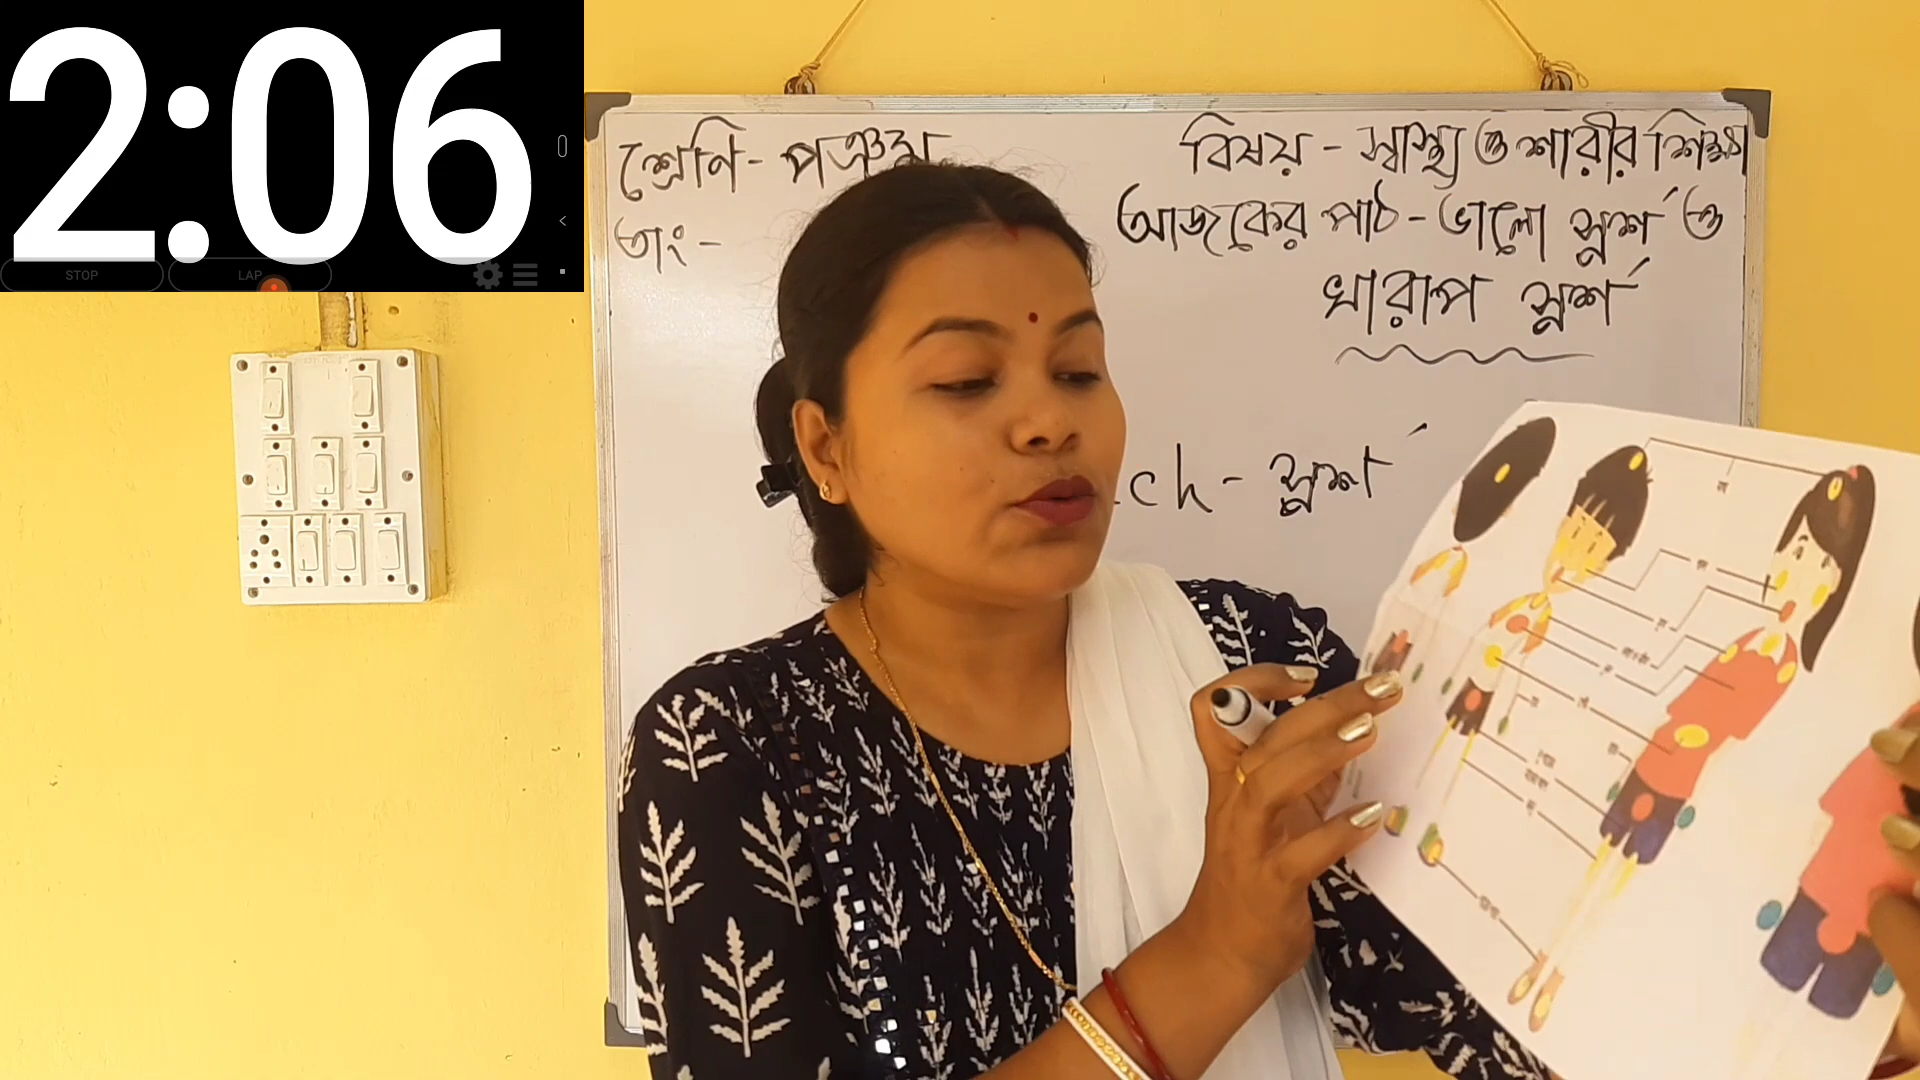 2:06
STOP LAP
শ্রেণি - পঞ্চম
তাং -
বিষয় - স্বাস্থ্য ও শারীর শিক্ষা
আজকের পাঠ - ভালো স্পর্শ ও
খারাপ স্পর্শ
ch - স্পর্শ